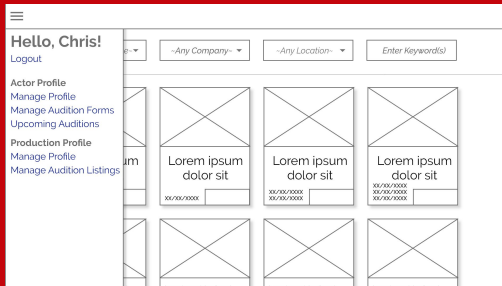 Hello, Chris!
Logout
Actor Profile
Manage Profile
Manage Audition Forms
Upcoming Auditions
Production Profile
Manage Profile
Manage Audition Listings
-Any Company-
-Any Location-
Enter Keyword(s)
Lorem ipsum
dolor sit
XX/XX/XXXX
Lorem ipsum
dolor sit
XX/XX/XXXX
XX/XX/XXXX
Lorem ipsum
dolor sit
XX/XX/XXXX
XX/XX/XXXX
XX/XX/XXXX